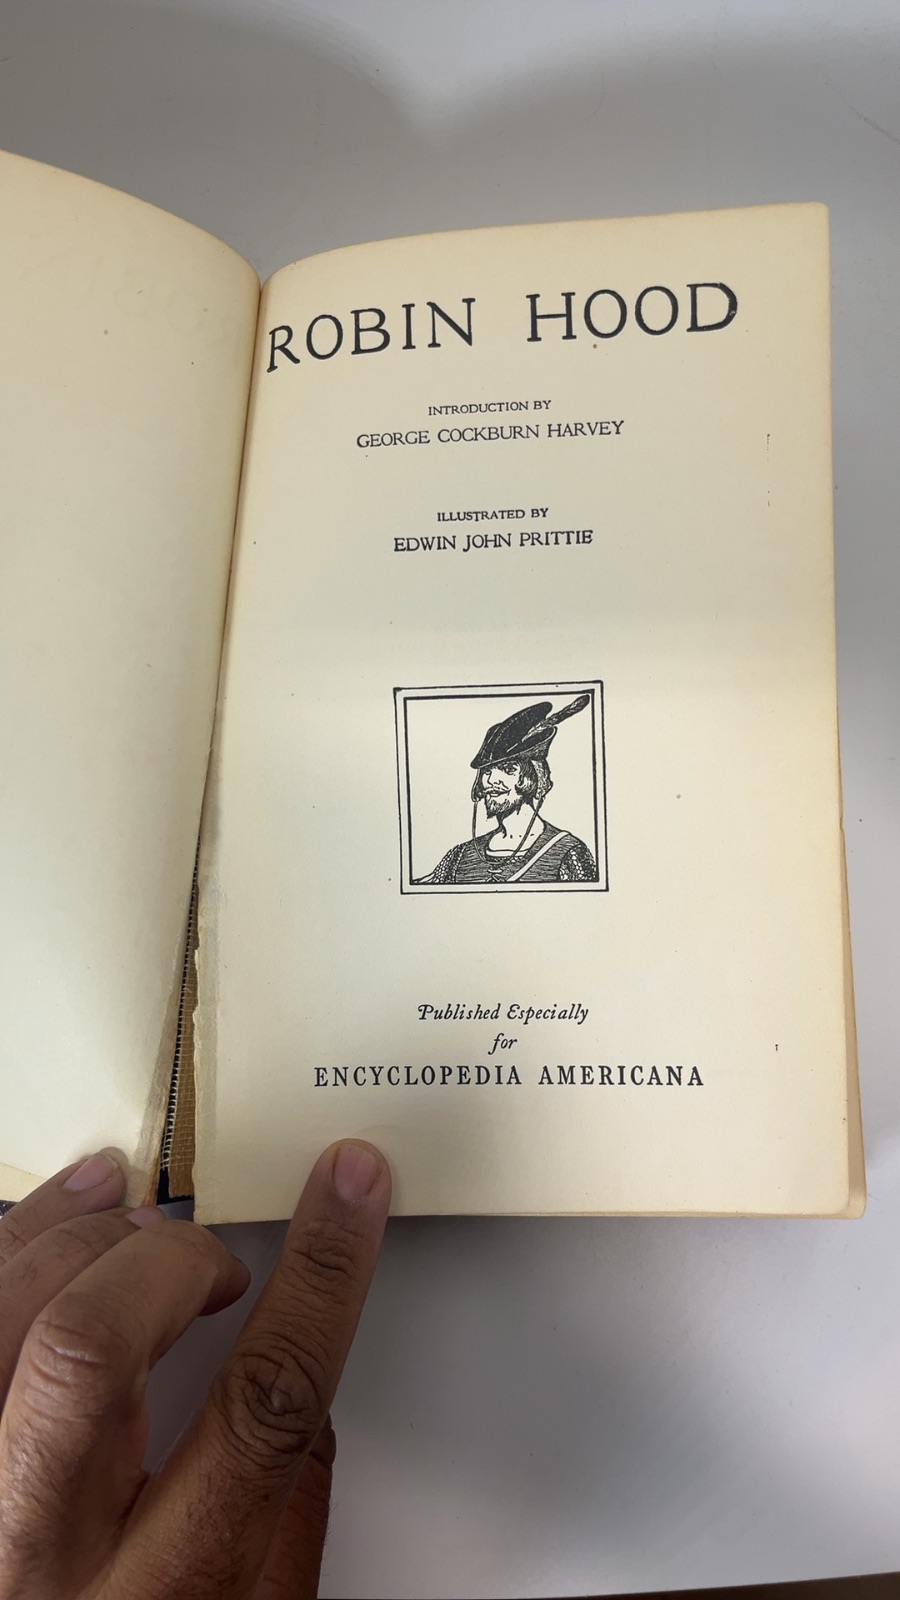 ROBIN HOOD
INTRODUCTION BY
GEORGE COCKBURN HARVEY
ILLUSTRATED BY
EDWIN JOHN PRITTIE
Published Especially
for
ENCYCLOPEDIA AMERICANA